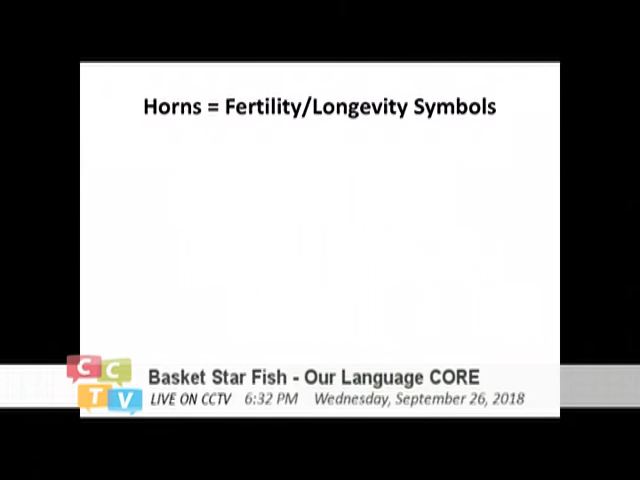 Horns = Fertility/Longevity Symbols
CCTV
Basket Star Fish - Our Language CORE
LIVE ON CCTV 6:32 PM Wednesday, September 26, 2018